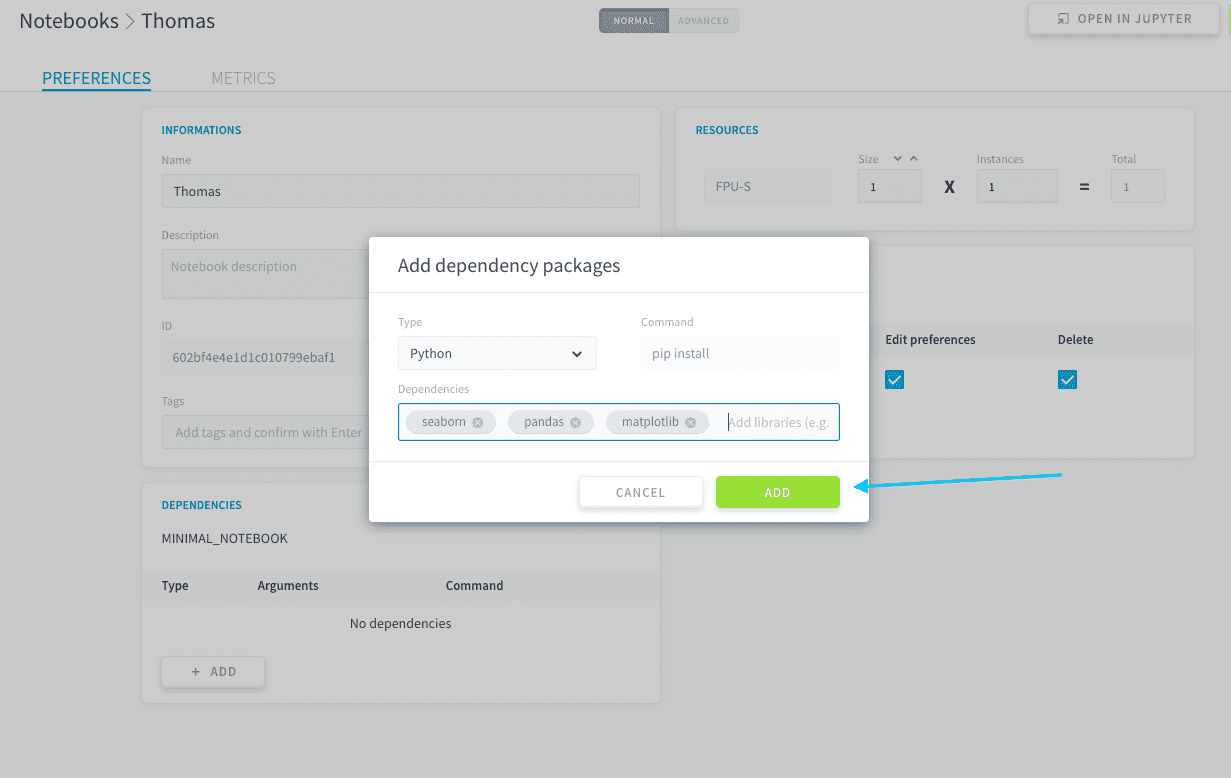 Notebooks > Thomas
NORMAL ADVANCED
OPEN IN JUPYTER
PREFERENCES METRICS
INFORMATIONS
Name
Thomas
Description
Notebook description
ID
602bf4e4e1d1c010799ebaf1
Tags
Add tags and confirm with Enter
RESOURCES
Size Instances Total
FPU-S 1 X 1 = 1
Edit preferences Delete
Add dependency packages
Type Command
Python pip install
Dependencies
seaborn pandas matplotlib Add libraries (e.g.
CANCEL ADD
DEPENDENCIES
MINIMAL_NOTEBOOK
Type Arguments Command
No dependencies
+ ADD